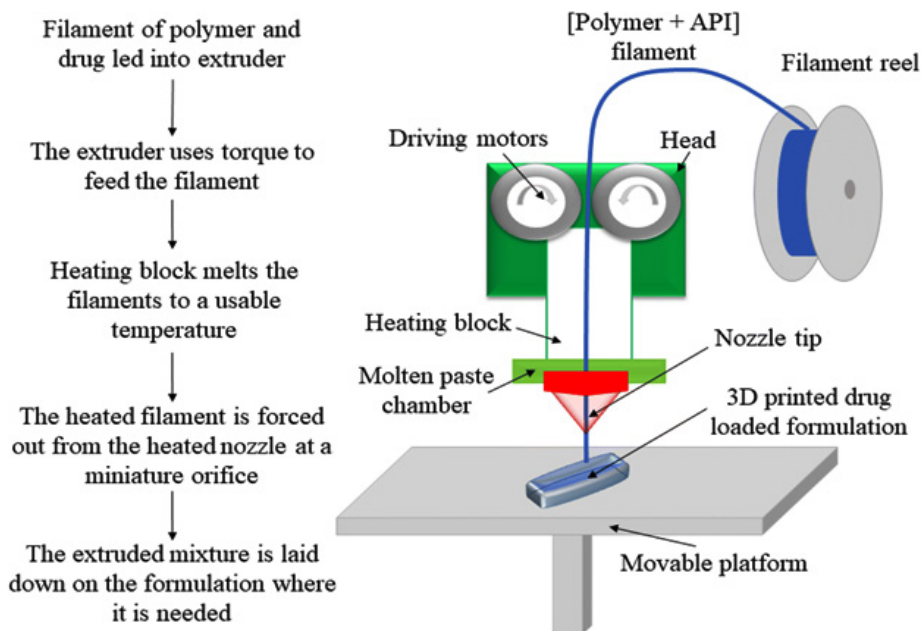 Filament of polymer and
drug led into extruder
The extruder uses torque to
feed the filament
Heating block melts the
filaments to a usable
temperature
The heated filament is forced
out from the heated nozzle at a
miniature orifice
The extruded mixture is laid
down on the formulation where
it is needed
[Polymer + API]
filament
Filament reel
Driving motors
Head
Heating block
Nozzle tip
Molten paste
chamber
3D printed drug
loaded formulation
Movable platform